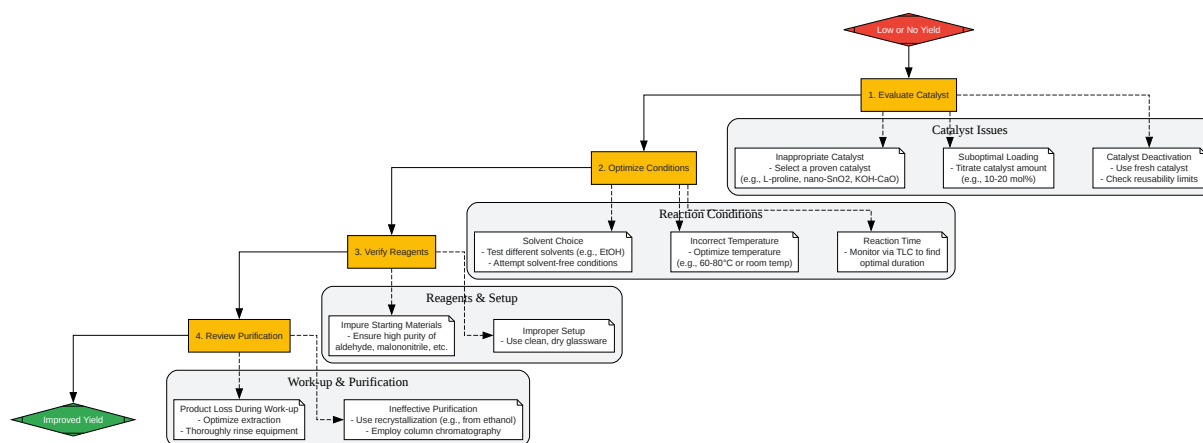 Low or No Yield
1. Evaluate Catalyst
Catalyst Issues
Inappropriate Catalyst
- Select a proven catalyst
(e.g., L-proline, nano-SnO2, KOH-CaO)
Suboptimal Loading
- Titrate catalyst amount
(e.g., 10-20 mol%)
Catalyst Deactivation
- Use fresh catalyst
- Check reusability limits
2. Optimize Conditions
Reaction Conditions
Solvent Choice
- Test different solvents (e.g., EtOH)
- Attempt solvent-free conditions
Incorrect Temperature
- Optimize temperature
(e.g., 60-80°C or room temp)
Reaction Time
- Monitor via TLC to find
optimal duration
3. Verify Reagents
Reagents & Setup
Impure Starting Materials
- Ensure high purity of
aldehyde, malononitrile, etc.
Improper Setup
- Use clean, dry glassware
4. Review Purification
Work-up & Purification
Product Loss During Work-up
- Optimize extraction
- Thoroughly rinse equipment
Ineffective Purification
- Use recrystallization (e.g., from ethanol)
- Employ column chromatography
Improved Yield